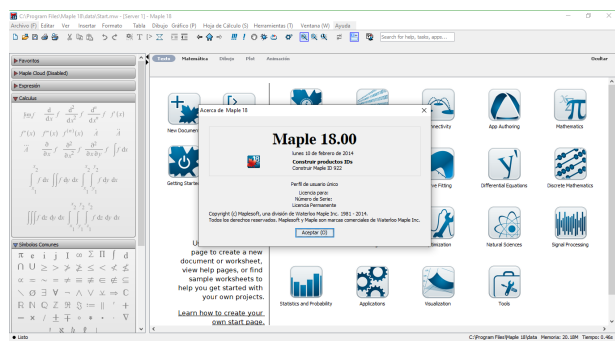 C:\Program Files\Maple 18\data\Start.mw - [Server 1] - Maple 18
Archivo (F) Editar Ver Insertar Formato Tabla Dibujo Gráfico (P) Hoja de Cálculo (S) Herramientas (T) Ventana (W) Ayuda
Search for help, tasks, apps...
Favoritos
Maple Cloud (Disabled)
Expresión
Calculus
Símbolos Comunes
Texto Matemática Dibujo Plot Animación Ocultar
Acerca de Maple 18
Maple 18.00
lunes 10 de febrero de 2014
Construir productos IDs
Construir Maple ID 922
Perfil de usuario único
Licencia para:
Número de Serie:
Licencia Permanente
Copyright (c) Maplesoft, una división de Waterloo Maple Inc. 1981 - 2014.
Todos los derechos reservados. Maplesoft y Maple son marcas comerciales de Waterloo Maple Inc.
Aceptar (O)
New Documen
nectivity
App Authoring
Mathematics
Getting Starte
e Fitting
Differential Equations
Discrete Mathematics
Natural Sciences
Signal Processing
Statistics and Probability
Applications
Visualization
Tools
page to create a new
document or worksheet,
view help pages, or find
sample worksheets to
help you get started with
your own projects.
Learn how to create your
own start page.
Listo
C:\Program Files\Maple 18\data Memoria: 20.18M Tiempo: 0.46s